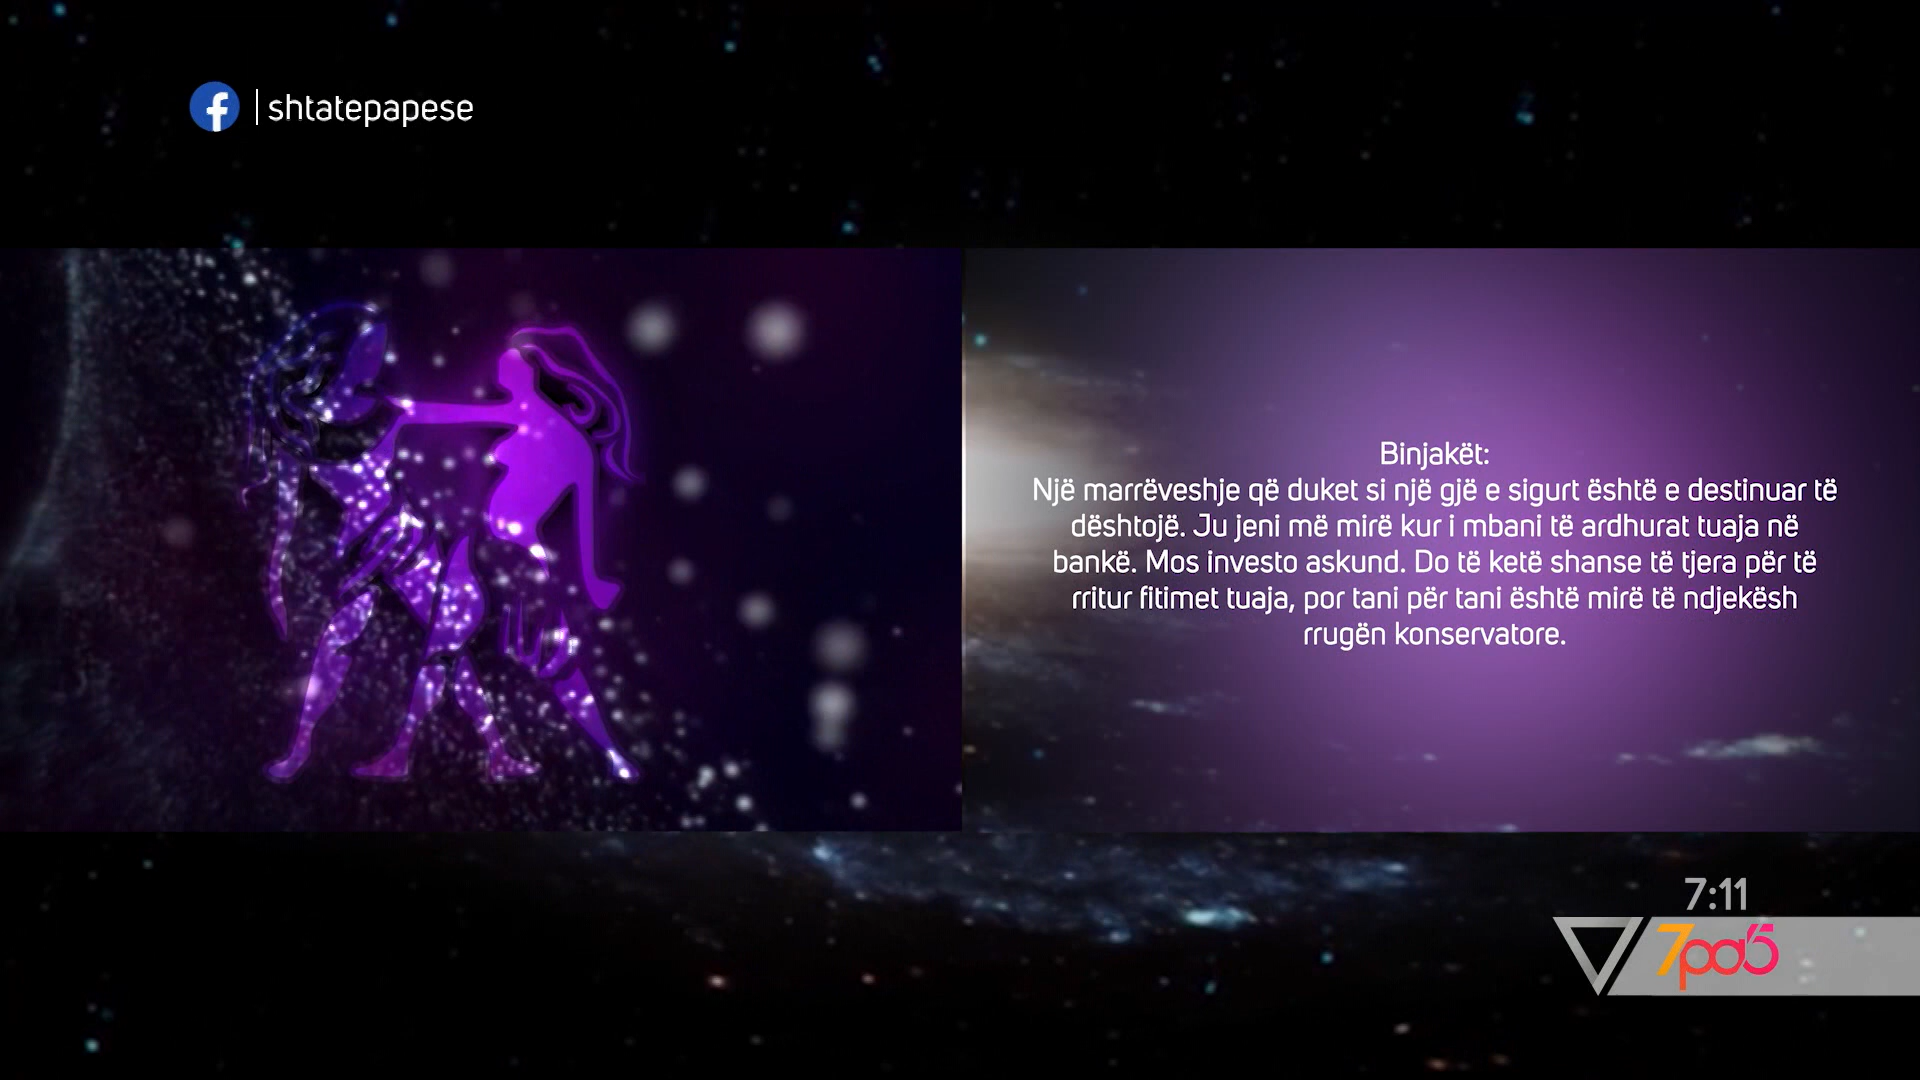 shtatepapese
Binjakët:
Një marrëveshje që duket si një gjë e sigurt është e destinuar të
dështojë. Ju jeni më mirë kur i mbani të ardhurat tuaja në
bankë. Mos investo askund. Do të ketë shanse të tjera për të
rritur fitimet tuaja, por tani për tani është mirë të ndjekësh
rrugën konservatore.
7:11
7pa5